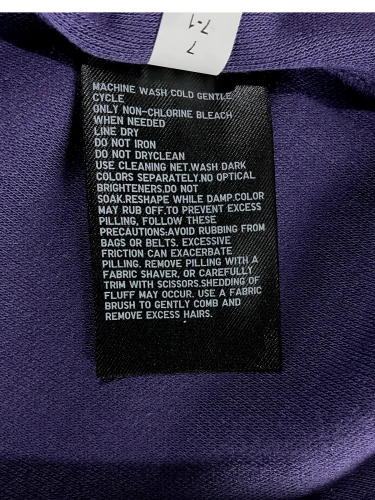 7
7-1
MACHINE WASH COLD GENTLE
CYCLE
ONLY NON-CHLORINE BLEACH
WHEN NEEDED
LINE DRY
DO NOT IRON
DO NOT DRYCLEAN
USE CLEANING NET.WASH DARK
COLORS SEPARATELY.NO OPTICAL
BRIGHTENERS.DO NOT
SOAK.RESHAPE WHILE DAMP.COLOR
MAY RUB OFF.TO PREVENT EXCESS
PILLING, FOLLOW THESE
PRECAUTIONS:AVOID RUBBING FROM
BAGS OR BELTS. EXCESSIVE
FRICTION CAN EXACERBATE
PILLING. REMOVE PILLING WITH A
FABRIC SHAVER, OR CAREFULLY
TRIM WITH SCISSORS.SHEDDING OF
FLUFF MAY OCCUR. USE A FABRIC
BRUSH TO GENTLY COMB AND
REMOVE EXCESS HAIRS.